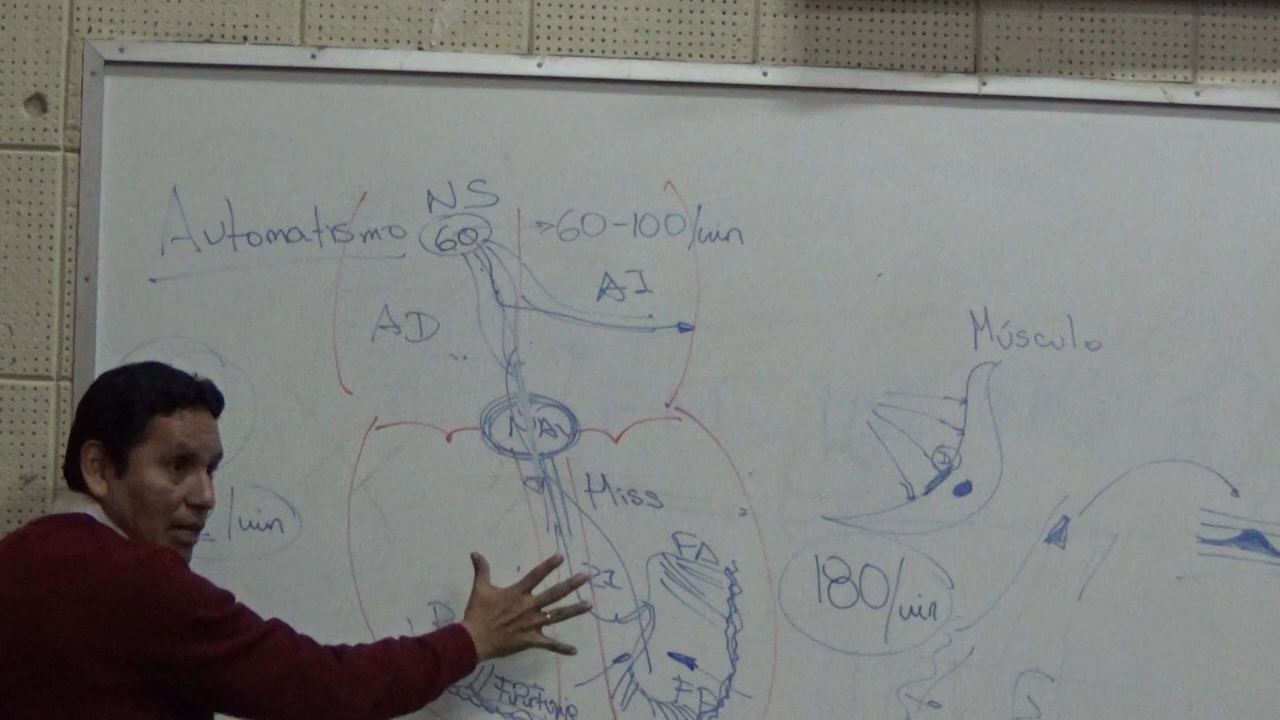 NS
Automatismo 60 → 60-100/min
AI
AD
Músculo
NAV
Hiss
/min
FP
180/min